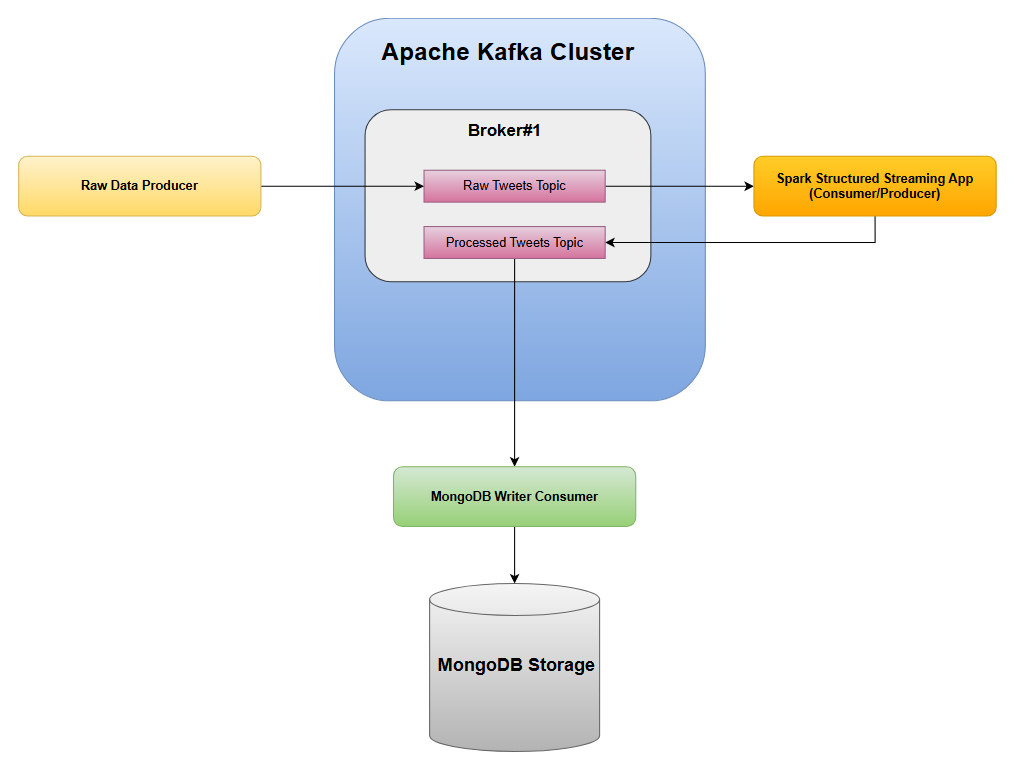 Apache Kafka Cluster
Broker#1
Raw Data Producer
Raw Tweets Topic
Spark Structured Streaming App
(Consumer/Producer)
Processed Tweets Topic
MongoDB Writer Consumer
MongoDB Storage